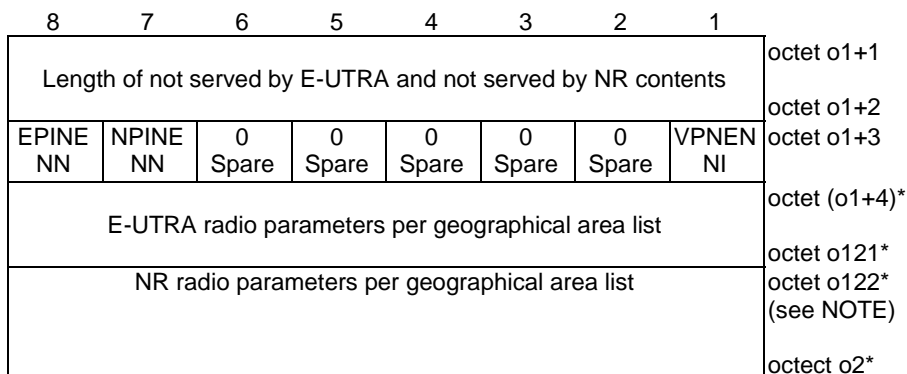 8 7 6 5 4 3 2 1
octet o1+1
Length of not served by E-UTRA and not served by NR contents
octet o1+2
EPINE NPINE 0 0 0 0 0 VPNEN octet o1+3
NN NN Spare Spare Spare Spare Spare NI
octet (o1+4)*
E-UTRA radio parameters per geographical area list
octet o121*
NR radio parameters per geographical area list octet o122*
(see NOTE)
octect o2*